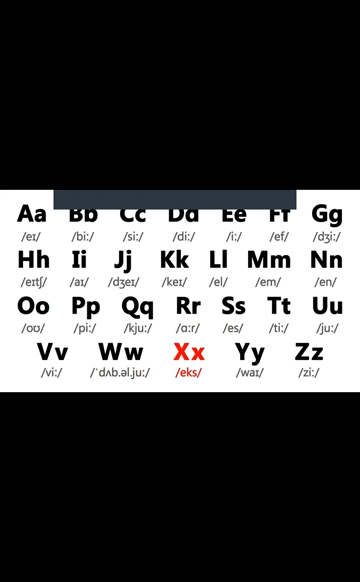 Aa Bb Cc Dd Ee Ff Gg
/eɪ/ /biː/ /siː/ /diː/ /iː/ /ef/ /dʒiː/
Hh Ii Jj Kk Ll Mm Nn
/eɪtʃ/ /aɪ/ /dʒeɪ/ /keɪ/ /el/ /em/ /en/
Oo Pp Qq Rr Ss Tt Uu
/oʊ/ /piː/ /kjuː/ /ɑːr/ /es/ /tiː/ /juː/
Vv Ww Xx Yy Zz
/viː/ /ˈdʌb.əl.juː/ /eks/ /waɪ/ /ziː/